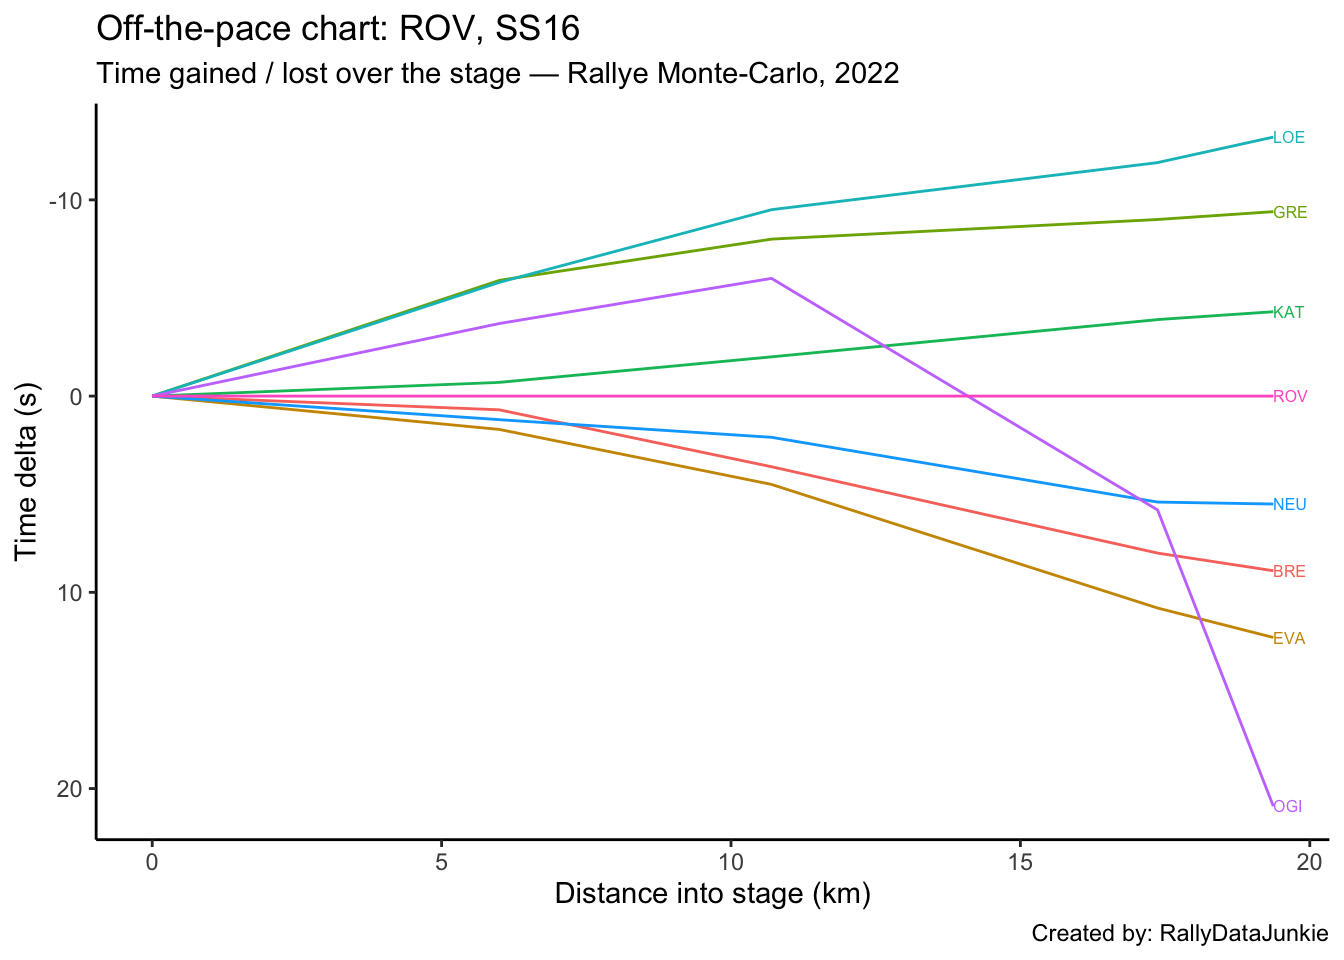 Off-the-pace chart: ROV, SS16
Time gained / lost over the stage — Rallye Monte-Carlo, 2022
Time delta (s)
-10
0
10
20
LOE
GRE
KAT
ROV
NEU
BRE
EVA
OGI
0 5 10 15 20
Distance into stage (km)
Created by: RallyDataJunkie